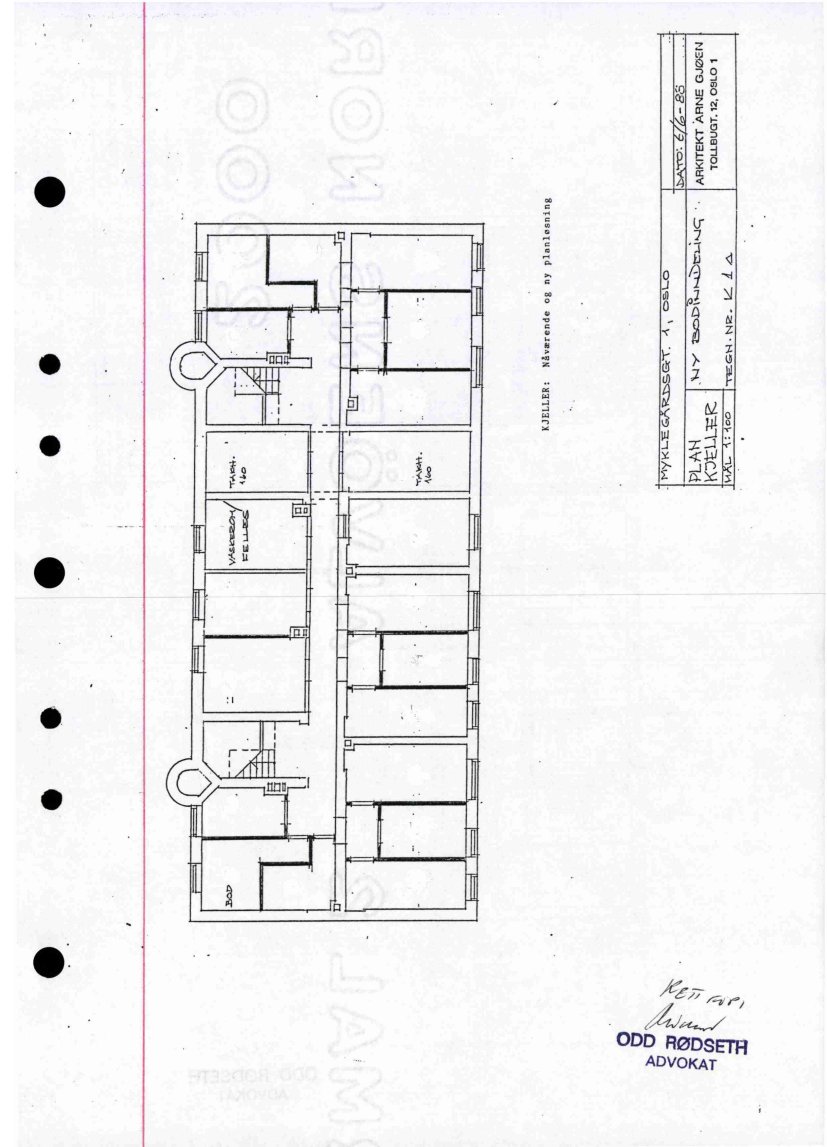 MYKLEGÅRDSGT. 1, OSLO
DATO: 6/6-85
PLAN
KJELLER
NY BODINNDELING
ARKITEKT ARNE GJØEN
TOLLBUGT. 12, OSLO 1
MÅL 1:100
TEGN. NR. K 1 A
KJELLER: Nåværende og ny planløsning
TAKH.
160
VASKEROM/
FELLES
TAKH.
160
BOD
RETT KOPI
ODD RØDSETH
ADVOKAT